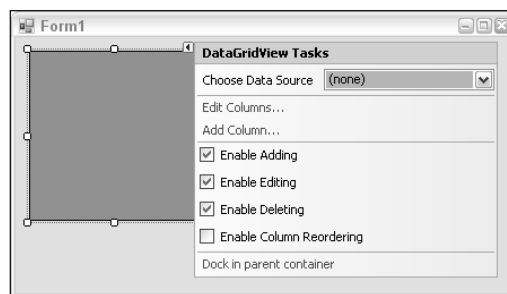 Form1
DataGridView Tasks
Choose Data Source (none)
Edit Columns...
Add Column...
Enable Adding
Enable Editing
Enable Deleting
Enable Column Reordering
Dock in parent container